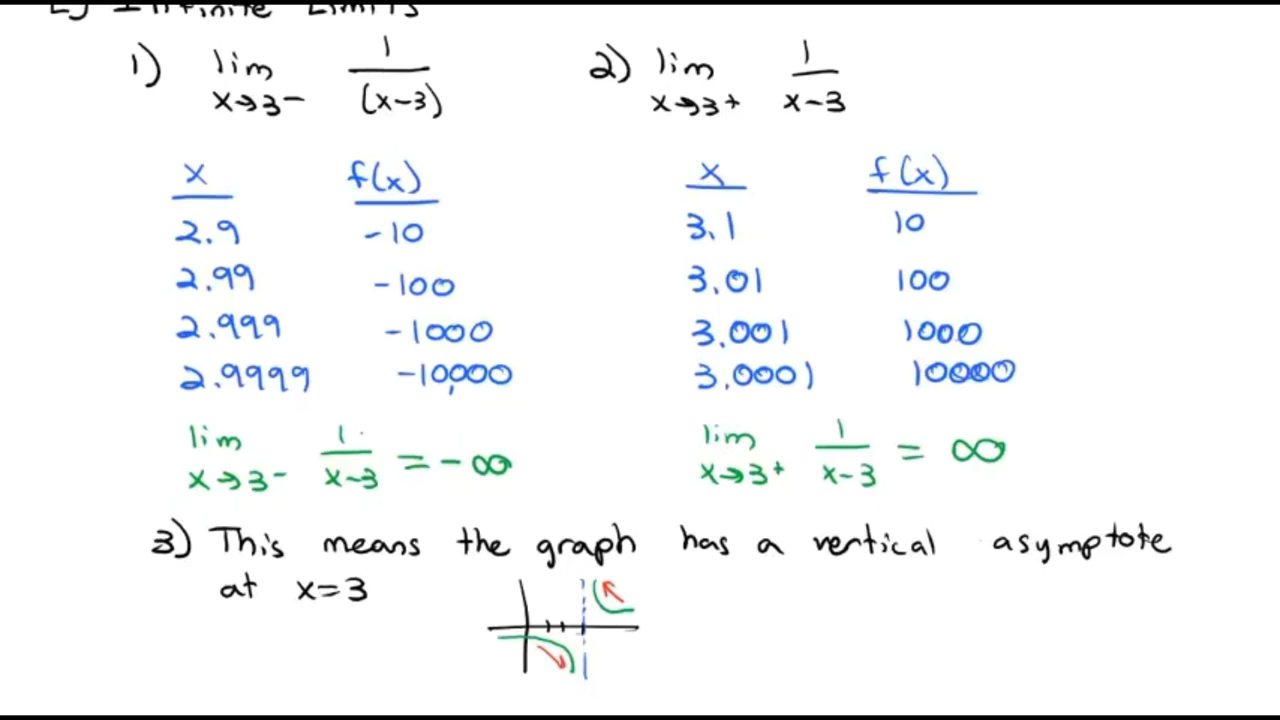 Infinite Limits
1) lim x→3⁻ 1/(x-3)
2) lim x→3⁺ 1/x-3
x f(x)
2.9 -10
2.99 -100
2.999 -1000
2.9999 -10,000
lim x→3⁻ 1/x-3 = -∞
x f(x)
3.1 10
3.01 100
3.001 1000
3.0001 10000
lim x→3⁺ 1/x-3 = ∞
3) This means the graph has a vertical asymptote
at x=3